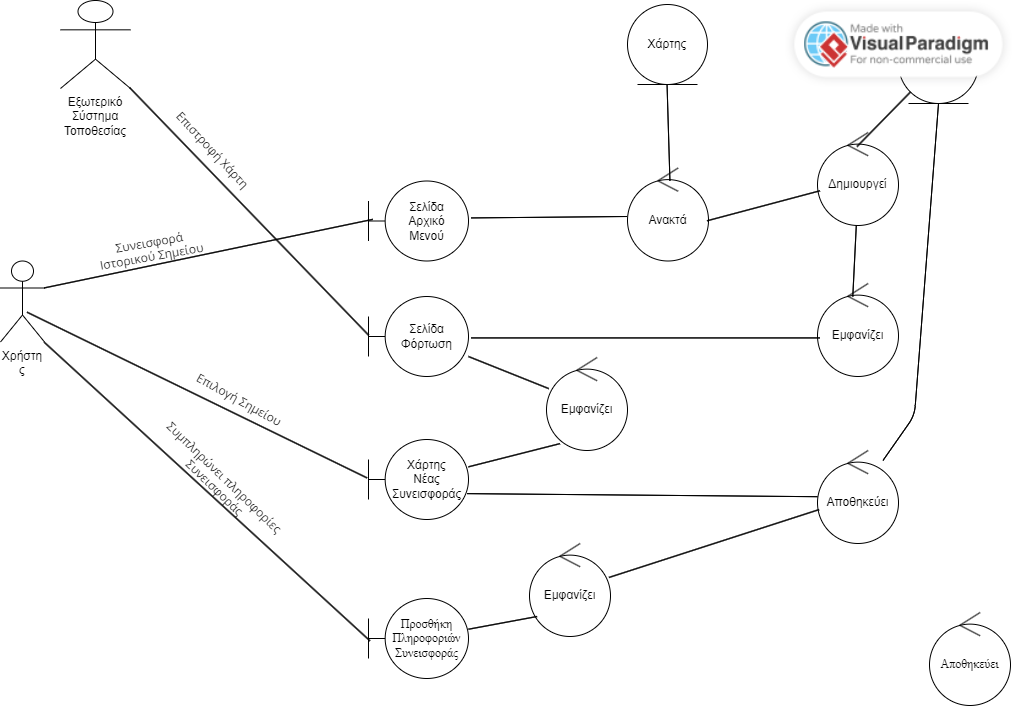 Made with
Visual Paradigm
For non-commercial use
Χάρτης
Εξωτερικό
Σύστημα
Τοποθεσίας
Επιστροφή Χάρτη
Δημιουργεί
Σελίδα
Αρχικό
Μενού
Ανακτά
Συνεισφορά
Ιστορικού Σημείου
Σελίδα
Φόρτωση
Εμφανίζει
Χρήστη
ς
Επιλογή Σημείου
Εμφανίζει
Συμπληρώνει πληροφορίες
Συνεισφοράς
Χάρτης
Νέας
Συνεισφοράς
Αποθηκεύει
Εμφανίζει
Προσθήκη
Πληροφοριών
Συνεισφοράς
Αποθηκεύει